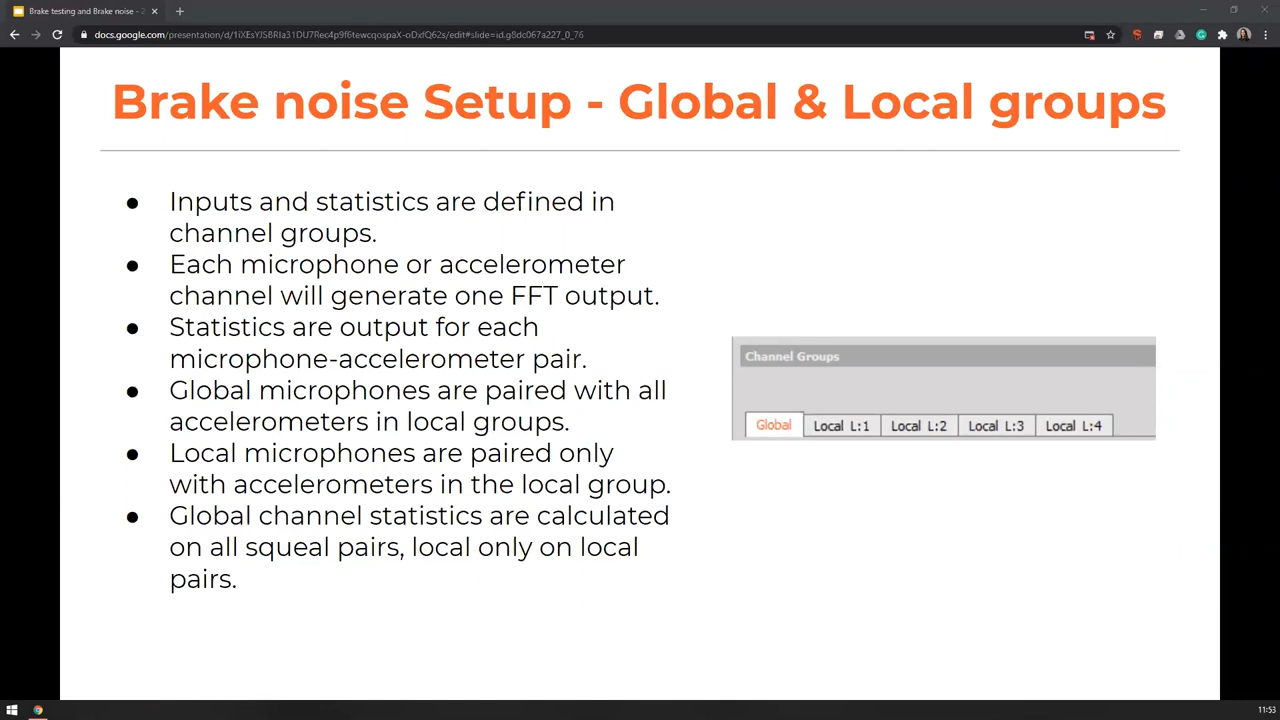 Brake testing and Brake noise - 2
docs.google.com/presentation/d/1iXEsYJSBRIa31DU7Rec4p9f6tewcqospaX-oDxfQ62s/edit#slide=id.g8dc067a227_0_76
Brake noise Setup - Global & Local groups
● Inputs and statistics are defined in
channel groups.
● Each microphone or accelerometer
channel will generate one FFT output.
● Statistics are output for each
microphone-accelerometer pair.
● Global microphones are paired with all
accelerometers in local groups.
● Local microphones are paired only
with accelerometers in the local group.
● Global channel statistics are calculated
on all squeal pairs, local only on local
pairs.
Channel Groups
Global Local L:1 Local L:2 Local L:3 Local L:4
11:53